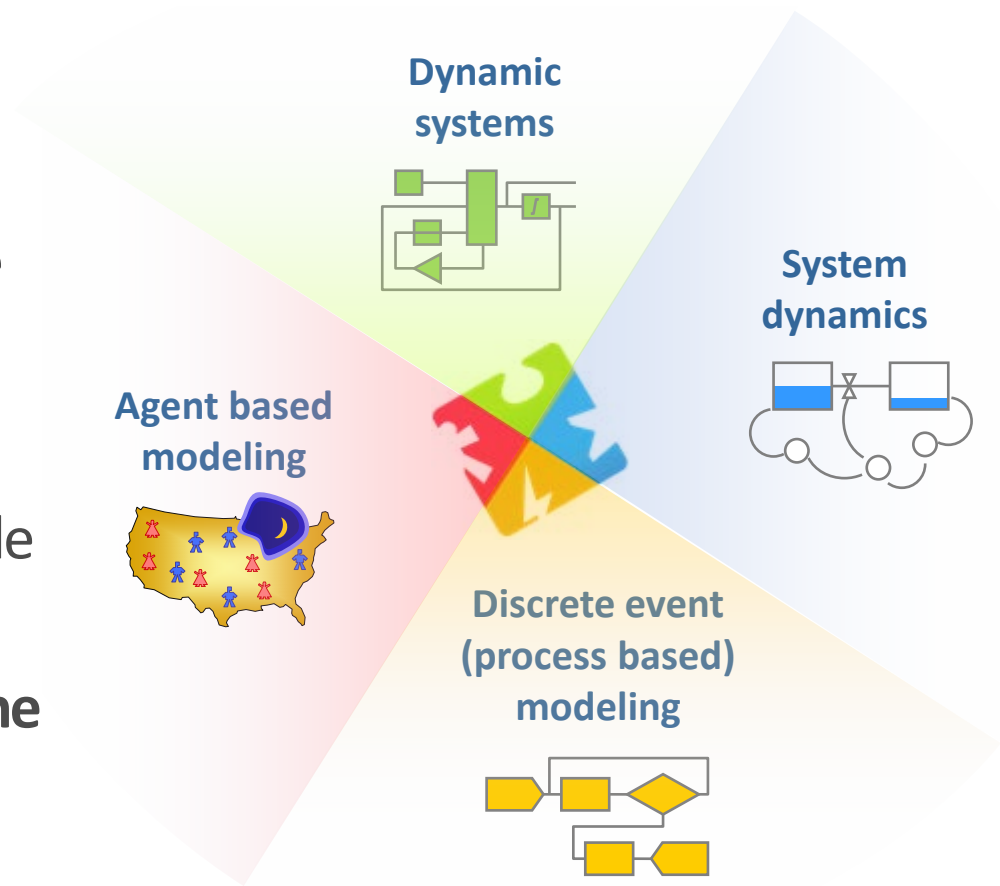 Dynamic
systems
System
dynamics
Agent based
modeling
Discrete event
(process based)
modeling
∫